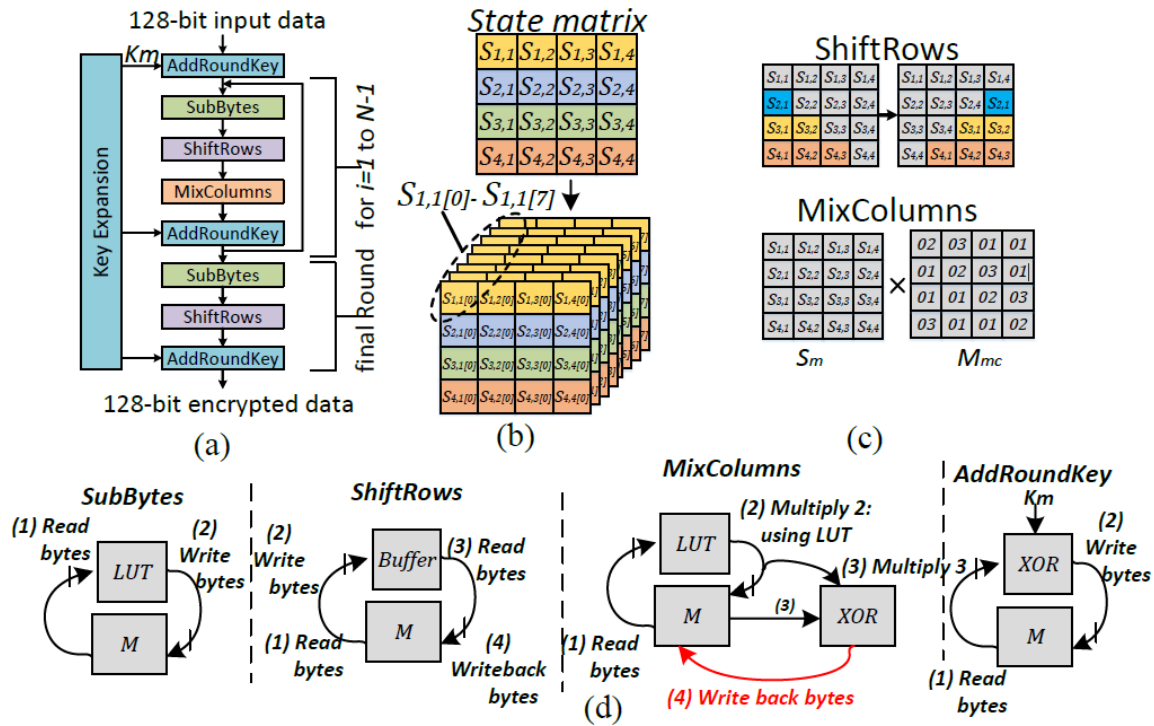 128-bit input data
Km
AddRoundKey
SubBytes
ShiftRows
MixColumns
AddRoundKey
SubBytes
ShiftRows
AddRoundKey
Key Expansion
for i=1 to N-1
final Round
128-bit encrypted data
(a)
State matrix
S1,1 S1,2 S1,3 S1,4
S2,1 S2,2 S2,3 S2,4
S3,1 S3,2 S3,3 S3,4
S4,1 S4,2 S4,3 S4,4
S1,1[0]- S1,1[7]
S1,1[0] S1,2[0] S1,3[0] S1,4[0]
S2,1[0] S2,2[0] S2,3[0] S2,4[0]
S3,1[0] S3,2[0] S3,3[0] S3,4[0]
S4,1[0] S4,2[0] S4,3[0] S4,4[0]
(b)
ShiftRows
S1,1 S1,2 S1,3 S1,4
S2,1 S2,2 S2,3 S2,4
S3,1 S3,2 S3,3 S3,4
S4,1 S4,2 S4,3 S4,4
S1,1 S1,2 S1,3 S1,4
S2,2 S2,3 S2,4 S2,1
S3,3 S3,4 S3,1 S3,2
S4,4 S4,1 S4,2 S4,3
MixColumns
S1,1 S1,2 S1,3 S1,4
S2,1 S2,2 S2,3 S2,4
S3,1 S3,2 S3,3 S3,4
S4,1 S4,2 S4,3 S4,4
Sm
×
02 03 01 01
01 02 03 01
01 01 02 03
03 01 01 02
Mmc
(c)
SubBytes
(1) Read
bytes
(2)
Write
bytes
LUT
M
ShiftRows
(2)
Write
bytes
Buffer
(3) Read
bytes
M
(1) Read
bytes
(4)
Writeback
bytes
MixColumns
(2) Multiply 2:
using LUT
LUT
(3) Multiply 3
M
(3)
XOR
(1) Read
bytes
(4) Write back bytes
AddRoundKey
Km
XOR
(2)
Write
bytes
M
(1) Read
bytes
(d)